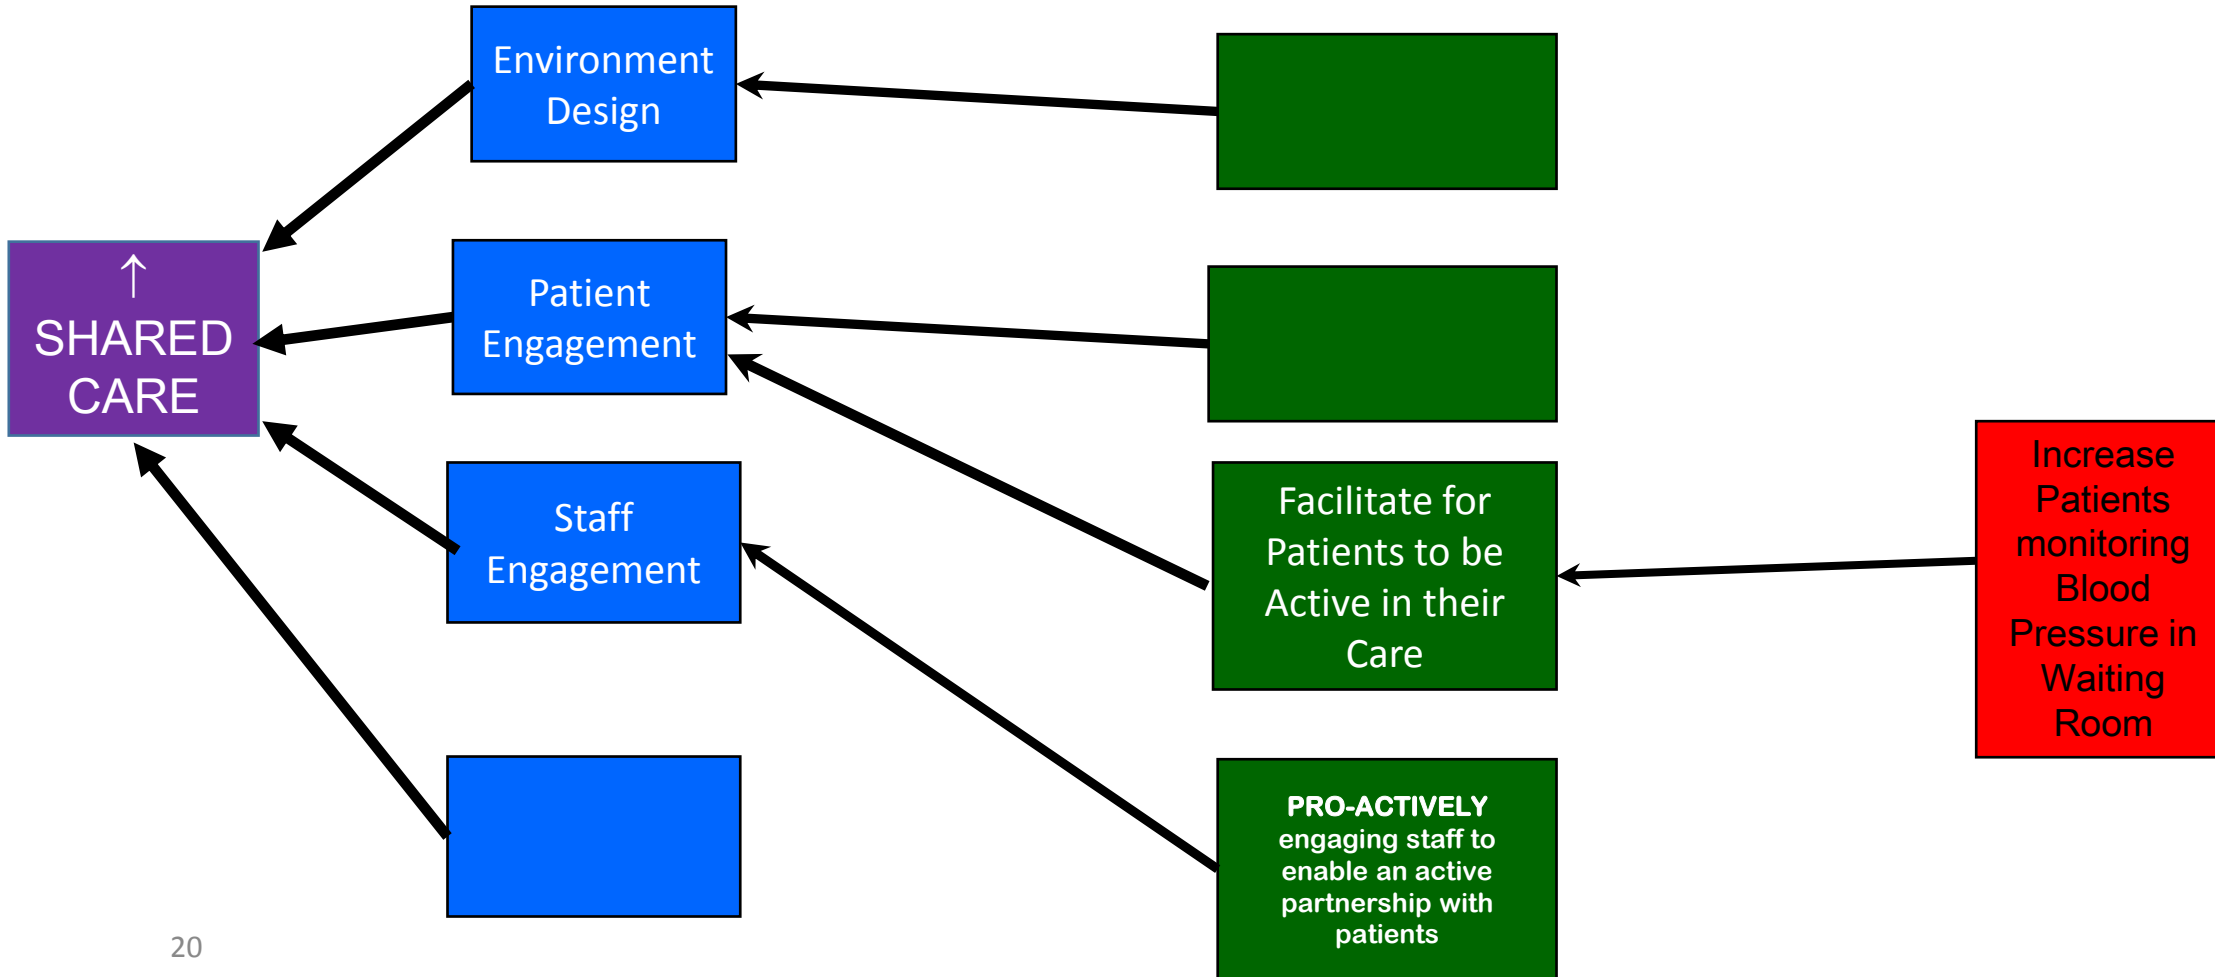 Environment
Design
↑
SHARED
CARE
Patient
Engagement
Staff
Engagement
Facilitate for
Patients to be
Active in their
Care
Increase
Patients
monitoring
Blood
Pressure in
Waiting
Room
PRO-ACTIVELY
engaging staff to
enable an active
partnership with
patients
20